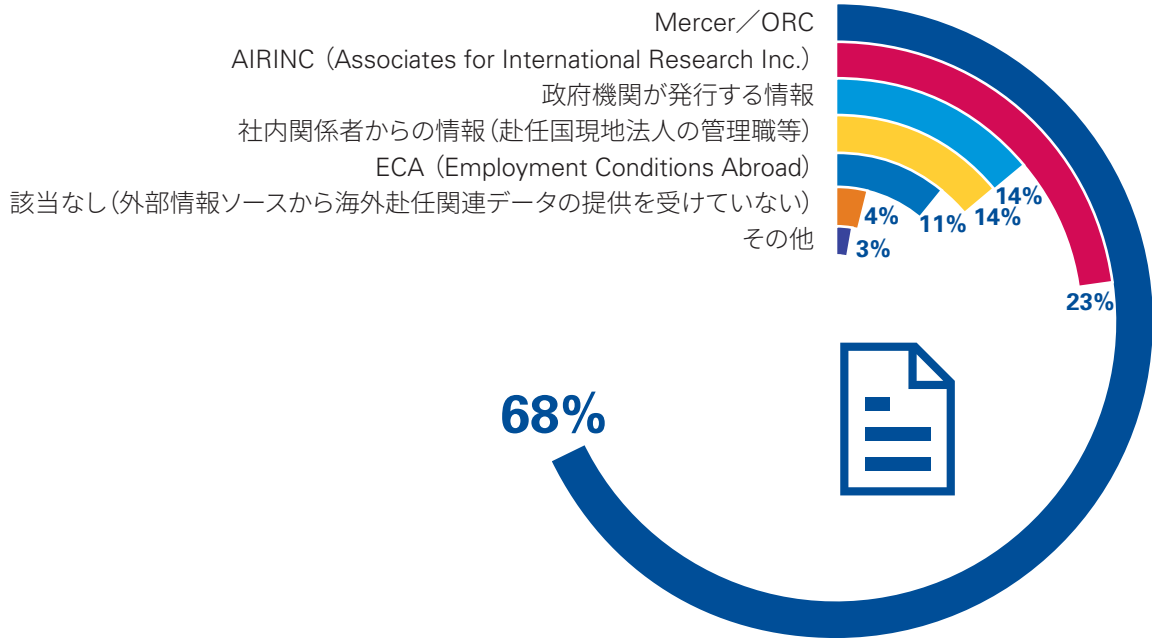 Mercer／ORC
AIRINC（Associates for International Research Inc.）
政府機関が発行する情報
社内関係者からの情報（赴任国現地法人の管理職等）
ECA（Employment Conditions Abroad）
該当なし（外部情報ソースから海外赴任関連データの提供を受けていない）
その他
14%
14%
11%
4%
3%
23%
68%